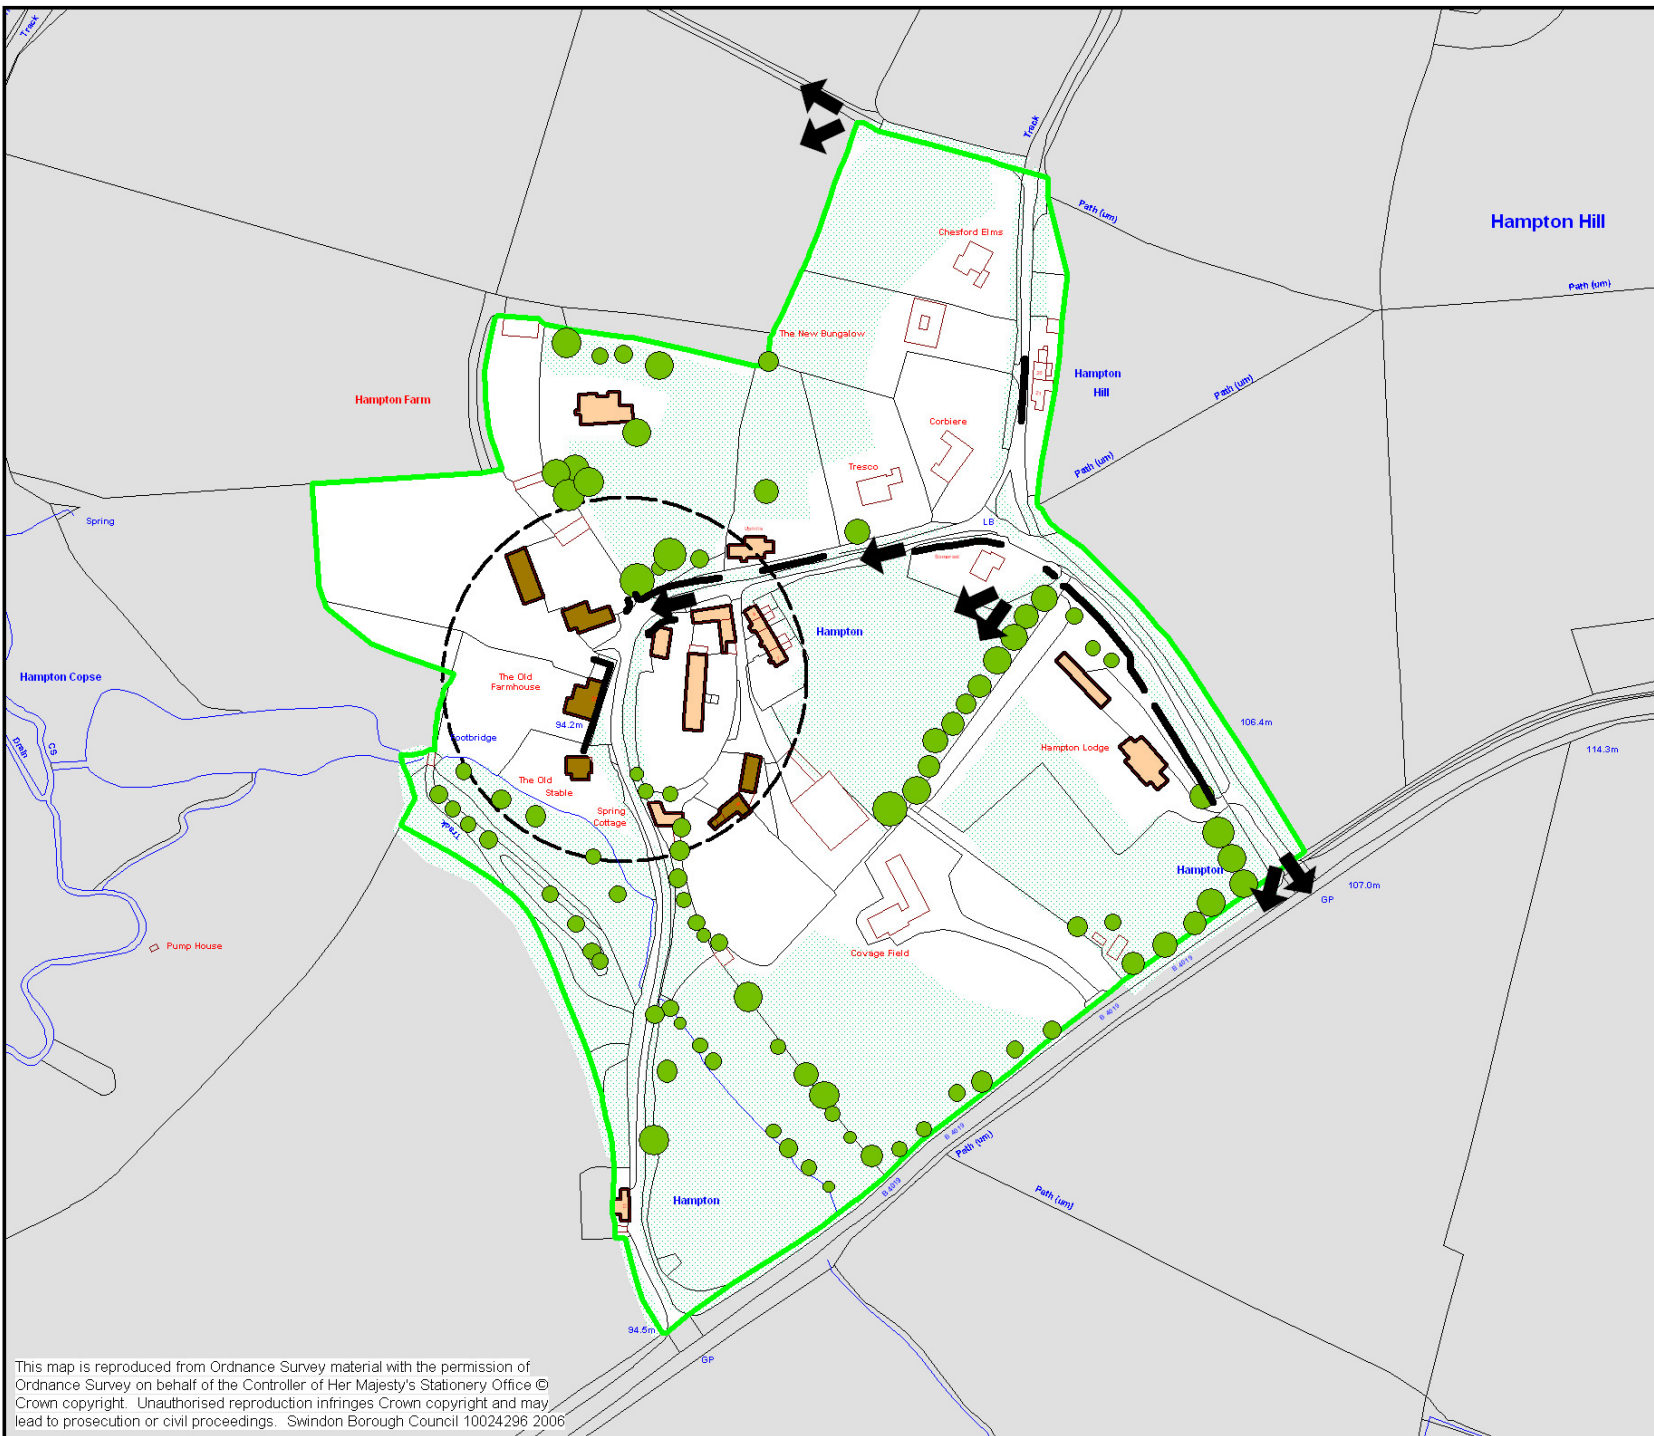 Track
Track
Path (um)
Hampton Hill
Chesford Elms
Path (um)
The New Bungalow
Hampton
Hill
Path (um)
Hampton Farm
Corbiere
Tresco
Path (um)
Spring
LB
Hampton
Hampton Copse
The Old
Farmhouse
94.2m
106.4m
114.3m
Footbridge
Drain
CS
Hampton Lodge
The Old
Stable
Spring
Cottage
Track
Hampton
107.0m
GP
Pump House
Covage Field
B 4019
B 4019
B 4019
Path (um)
B 4019
Path (um)
Hampton
94.5m
GP
This map is reproduced from Ordnance Survey material with the permission of
Ordnance Survey on behalf of the Controller of Her Majesty's Stationery Office ©
Crown copyright. Unauthorised reproduction infringes Crown copyright and may
lead to prosecution or civil proceedings. Swindon Borough Council 10024296 2006